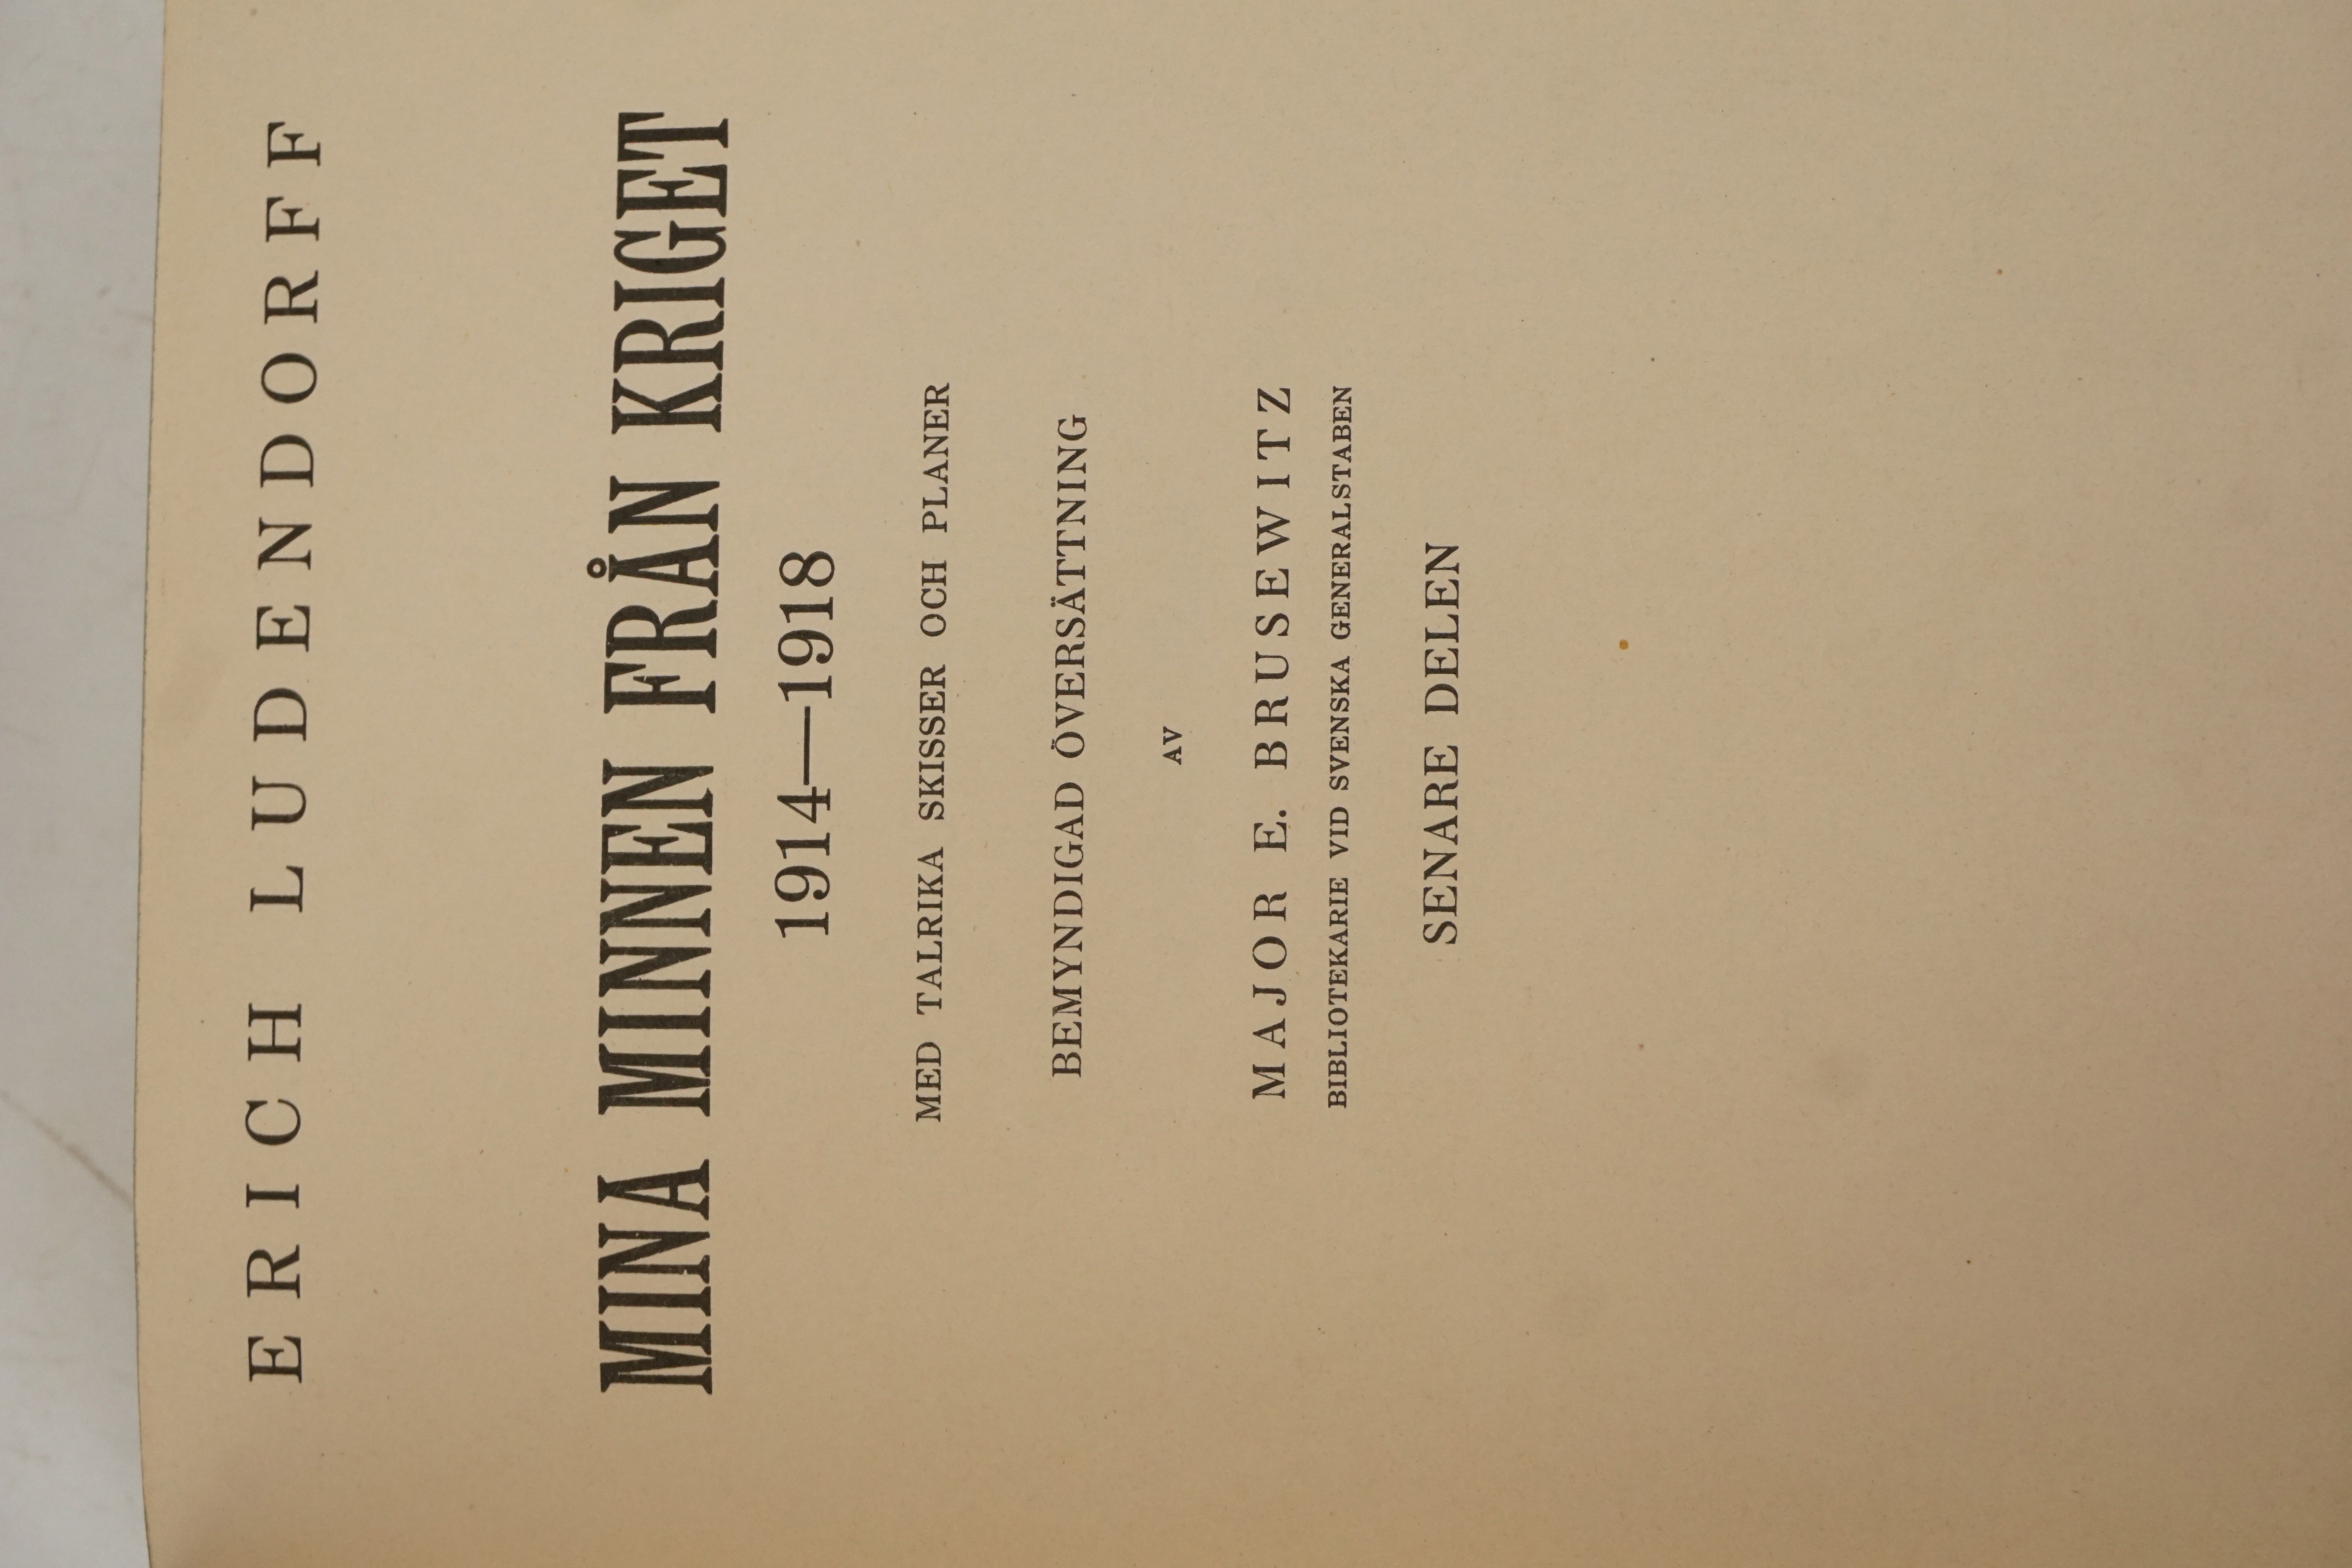 ERICH LUDENDORFF
MINA MINNEN FRÅN KRIGET
1914—1918
MED TALRIKA SKISSER OCH PLANER
BEMYNDIGAD ÖVERSÄTTNING
AV
MAJOR E. BRUSEWITZ
BIBLIOTEKARIE VID SVENSKA GENERALSTABEN
SENARE DELEN